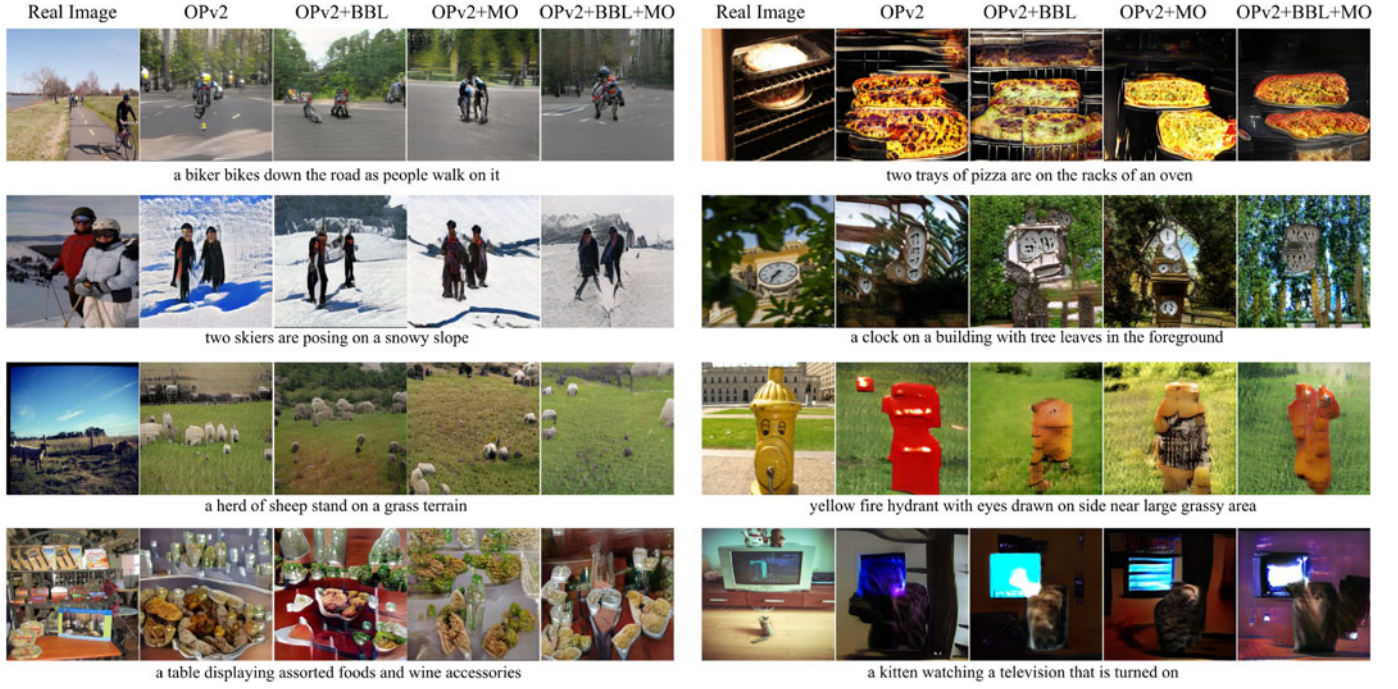 Real Image OPv2 OPv2+BBL OPv2+MO OPv2+BBL+MO
a biker bikes down the road as people walk on it
two skiers are posing on a snowy slope
a herd of sheep stand on a grass terrain
a table displaying assorted foods and wine accessories
Real Image OPv2 OPv2+BBL OPv2+MO OPv2+BBL+MO
two trays of pizza are on the racks of an oven
a clock on a building with tree leaves in the foreground
yellow fire hydrant with eyes drawn on side near large grassy area
a kitten watching a television that is turned on